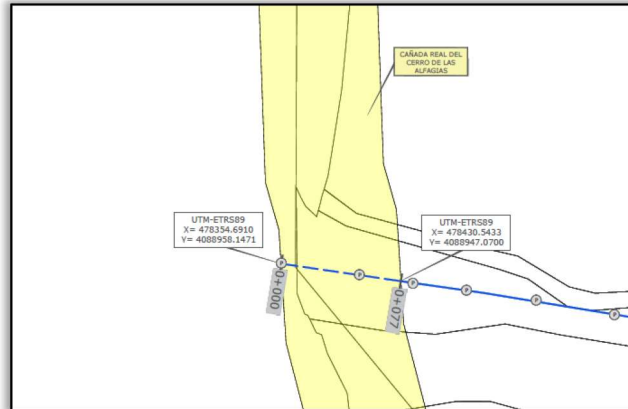 CAÑADA REAL DEL
CERRO DE LAS
ALFAGIAS
UTM-ETRS89
X= 478354.6910
Y= 4088958.1471
UTM-ETRS89
X= 478430.5433
Y= 4088947.0700
P
P
P
P
P
P
0+000
0+077